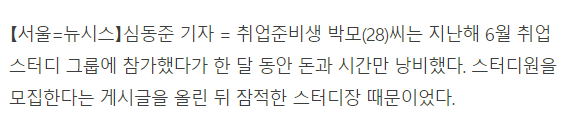 【서울=뉴시스】심동준 기자 = 취업준비생 박모(28)씨는 지난해 6월 취업
스터디 그룹에 참가했다가 한 달 동안 돈과 시간만 낭비했다. 스터디원을
모집한다는 게시글을 올린 뒤 잠적한 스터디장 때문이었다.